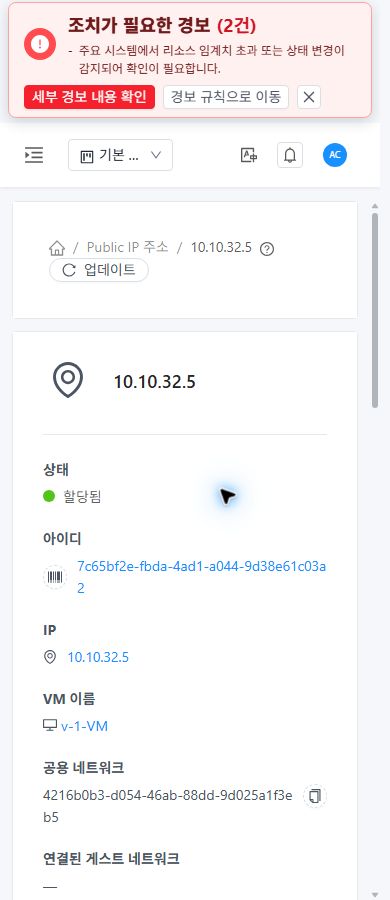 조치가 필요한 경보 (2건)
- 주요 시스템에서 리소스 임계치 초과 또는 상태 변경이
감지되어 확인이 필요합니다.
세부 경보 내용 확인 경보 규칙으로 이동
기본 ... AC
/ Public IP 주소 / 10.10.32.5
업데이트
10.10.32.5
상태
할당됨
아이디
7c65bf2e-fbda-4ad1-a044-9d38e61c03a
2
IP
10.10.32.5
VM 이름
v-1-VM
공용 네트워크
4216b0b3-d054-46ab-88dd-9d025a1f3e
b5
연결된 게스트 네트워크
—